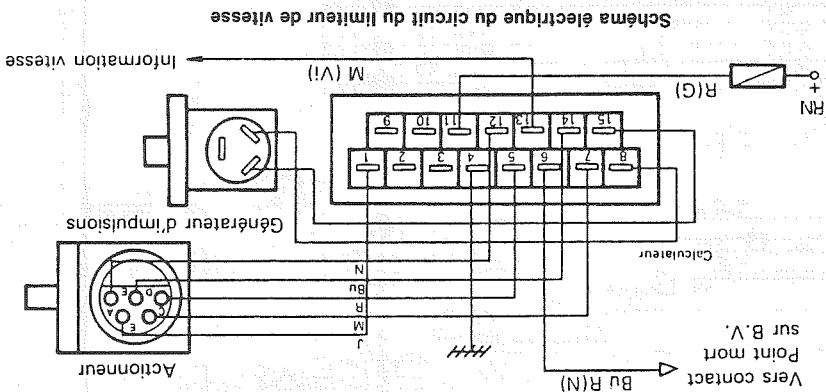 Vers contact
Point mort
sur B.V.
Bu R(N)
Actionneur
J
M
R
Bu
N
E
C
D
E
A
Calculateur
Générateur d'impulsions
8 7 6 5 4 3 2 1
15 14 13 12 11 10 9
RN
+
R(G)
M (Vi)
Information vitesse
Schéma électrique du circuit du limiteur de vitesse